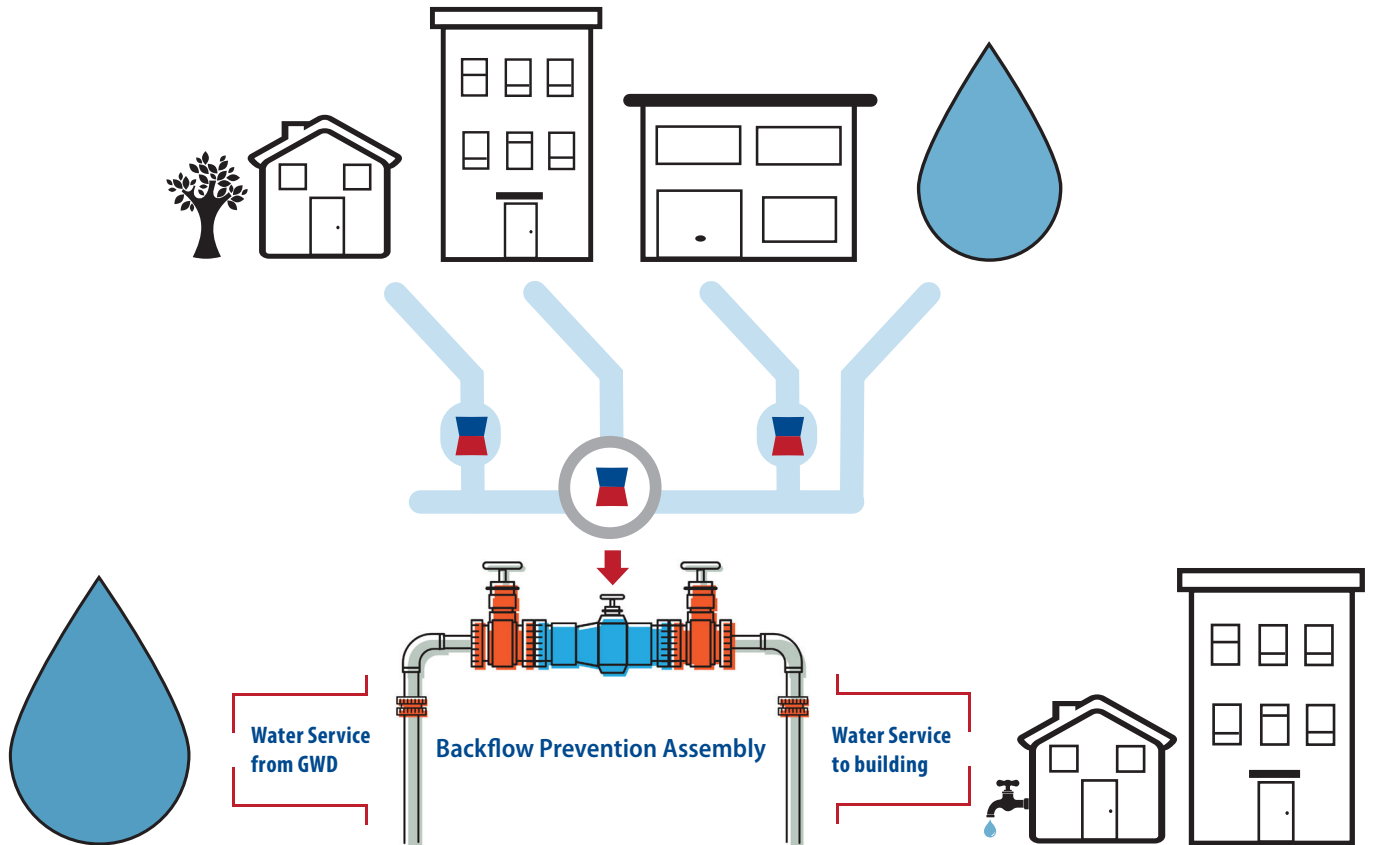 Water Service
from GWD
Backflow Prevention Assembly
Water Service
to building